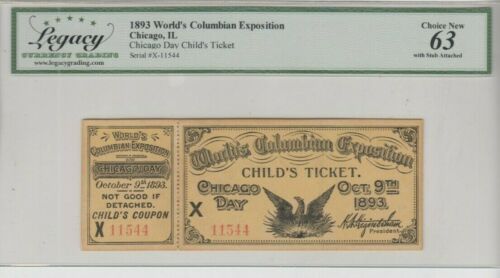 Legacy
CURRENCY GRADING
www.legacygrading.com
1893 World's Columbian Exposition
Chicago, IL
Chicago Day Child's Ticket
Serial #X-11544
Choice New
63
with Stub Attached
WORLD'S
COLUMBIAN EXPOSITION
CHICAGO DAY
October 9th 1893.
NOT GOOD IF
DETACHED.
CHILD'S COUPON
X 11544
World's Columbian Exposition
CHILD'S TICKET.
CHICAGO DAY
OCT. 9TH 1893.
X 11544
H.N. Higinbotham
President.